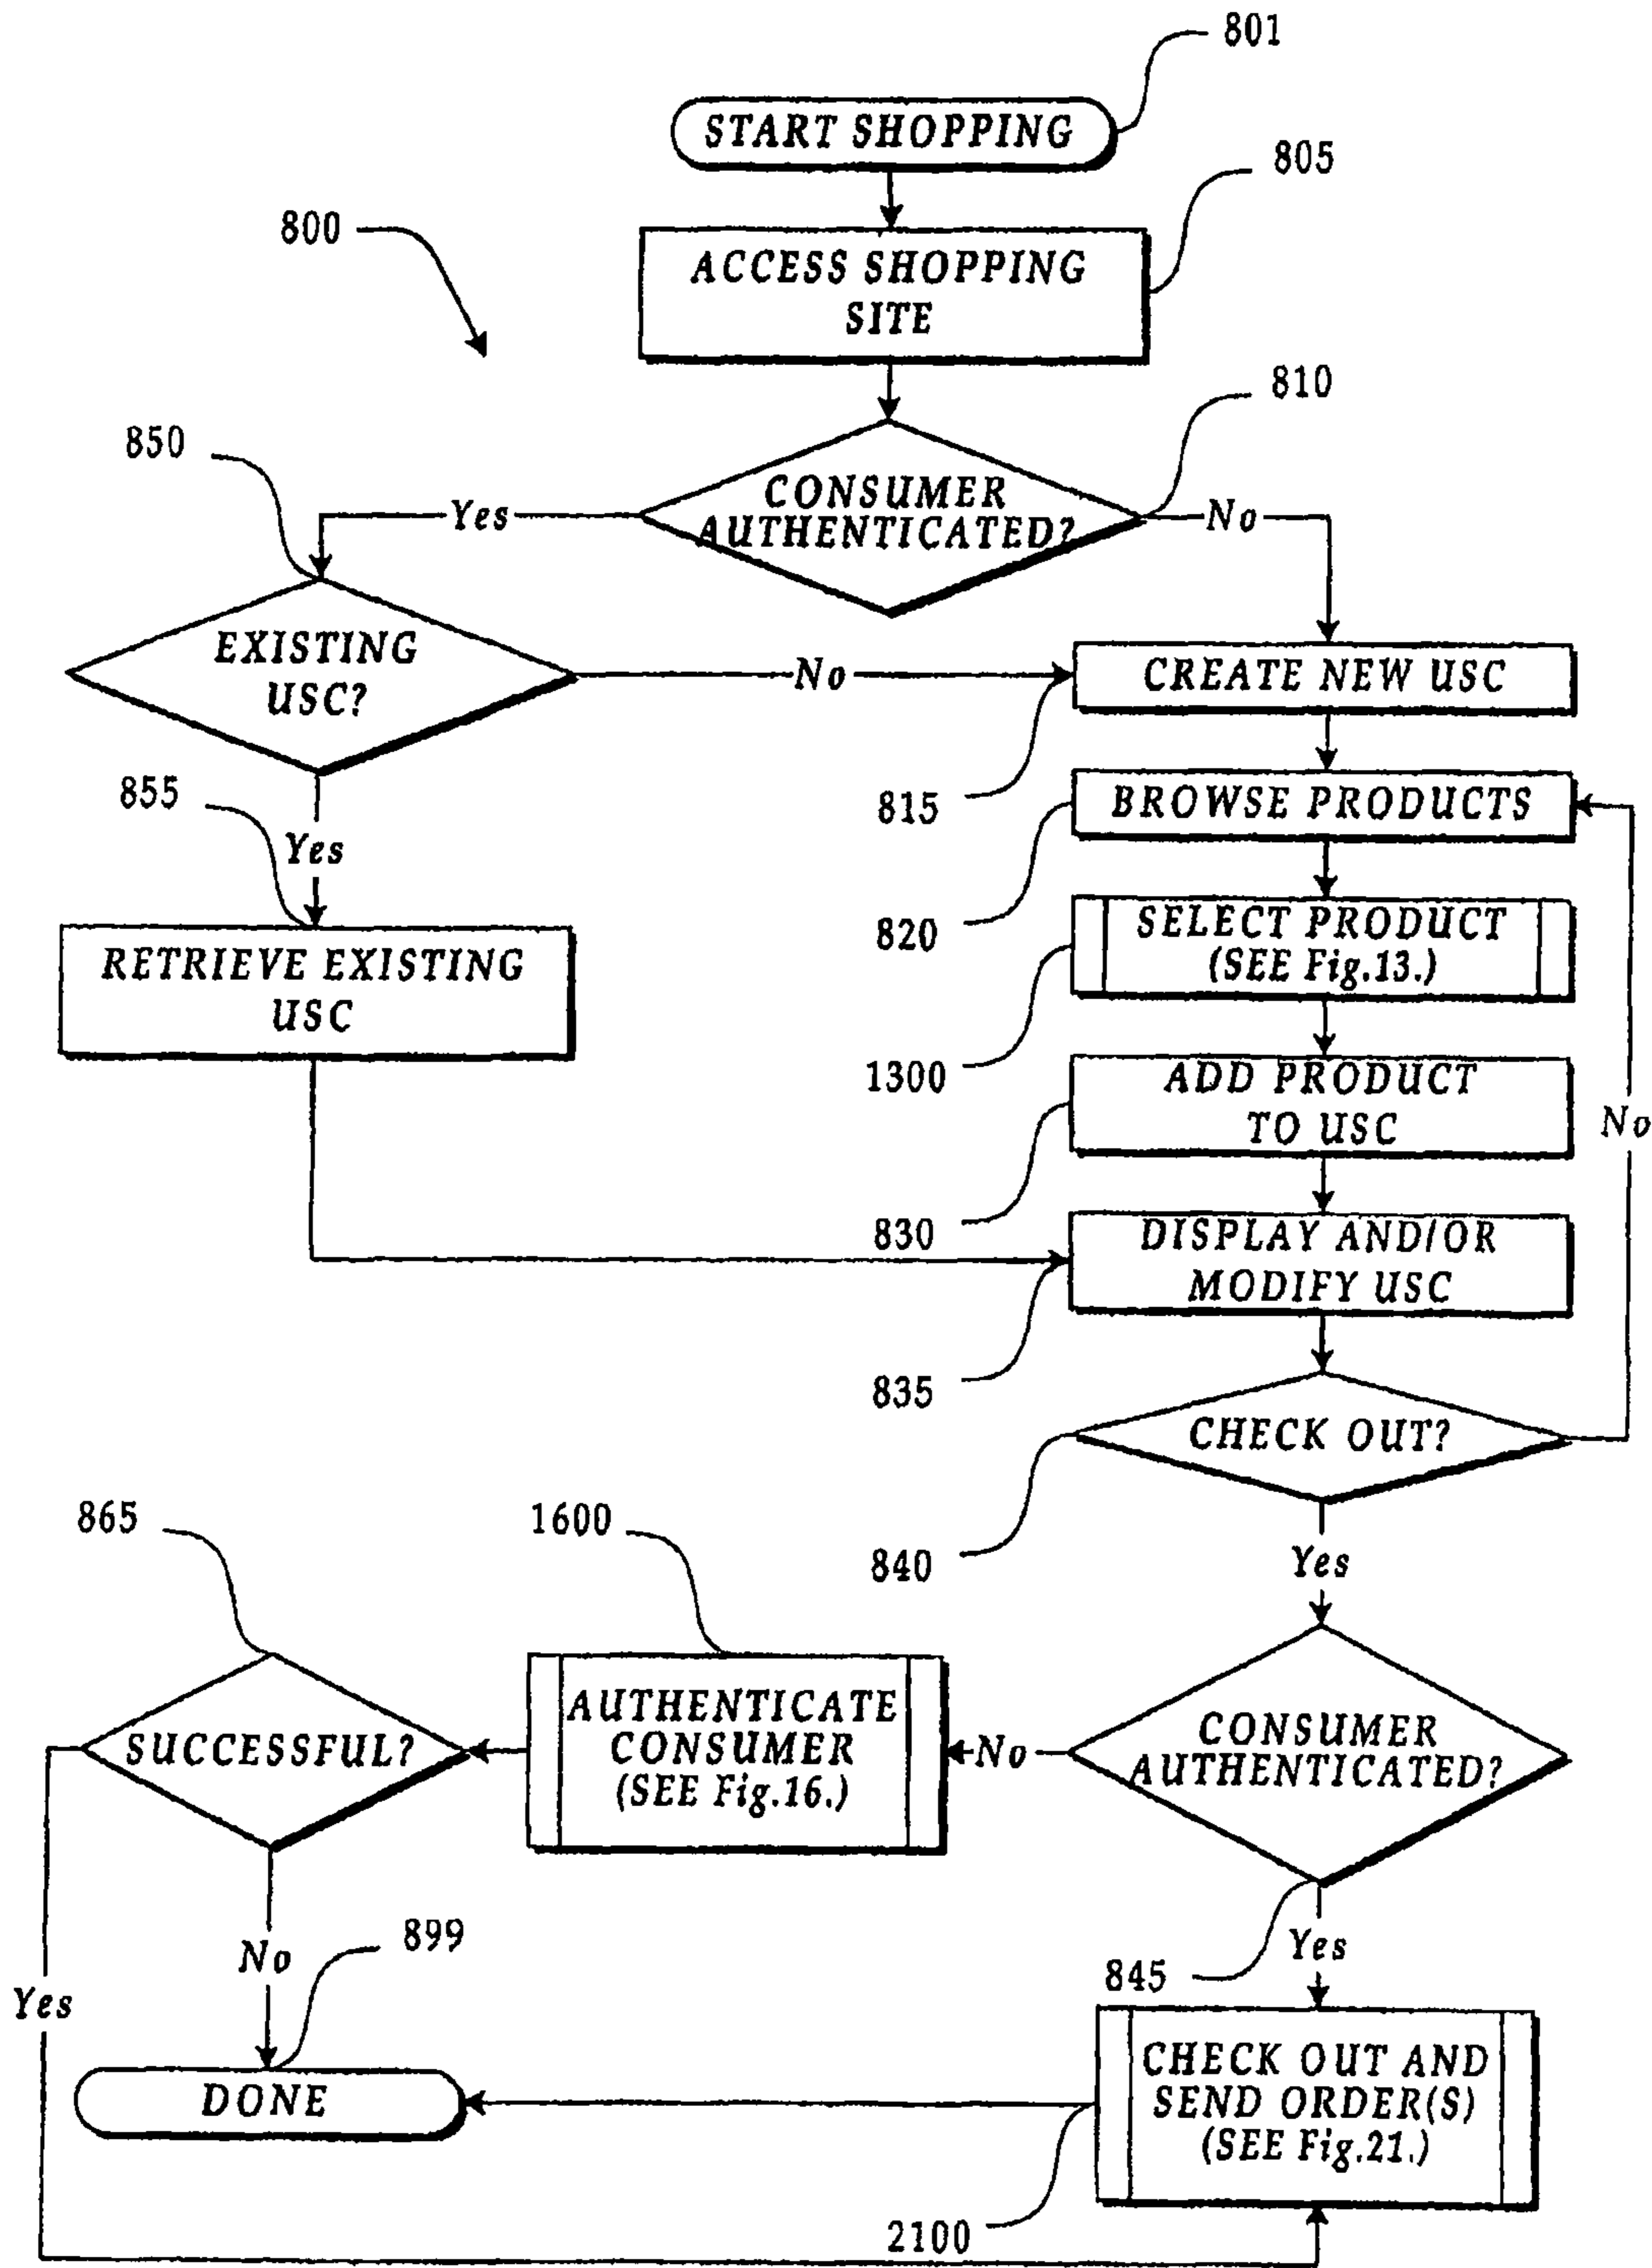 801
START SHOPPING
805
800
ACCESS SHOPPING
SITE
810
850
CONSUMER
AUTHENTICATED?
Yes
No
EXISTING
USC?
No
CREATE NEW USC
855
815
BROWSE PRODUCTS
Yes
820
SELECT PRODUCT
(SEE Fig.13.)
RETRIEVE EXISTING
USC
1300
ADD PRODUCT
TO USC
No
830
DISPLAY AND/OR
MODIFY USC
835
CHECK OUT?
865
1600
840
Yes
AUTHENTICATE
CONSUMER
(SEE Fig.16.)
SUCCESSFUL?
No
CONSUMER
AUTHENTICATED?
899
No
Yes
845
Yes
CHECK OUT AND
SEND ORDER(S)
(SEE Fig.21.)
DONE
2100